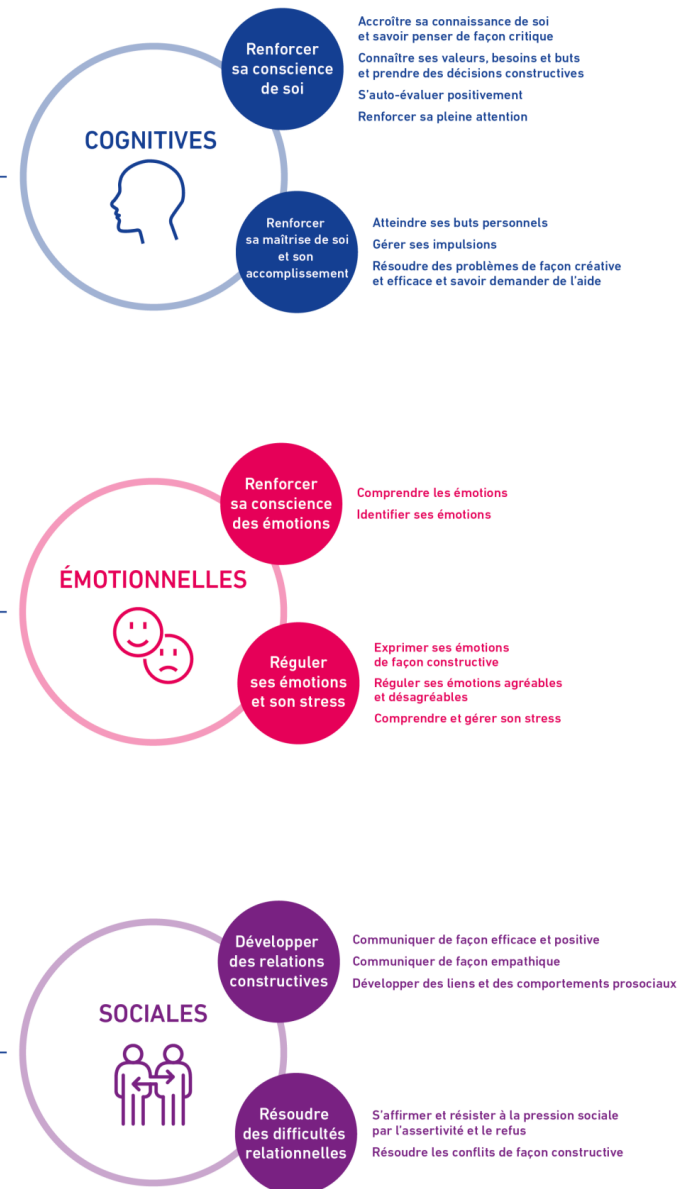 COGNITIVES
Renforcer
sa conscience
de soi
Accroître sa connaissance de soi
et savoir penser de façon critique
Connaître ses valeurs, besoins et buts
et prendre des décisions constructives
S'auto-évaluer positivement
Renforcer sa pleine attention
Renforcer
sa maîtrise de soi
et son
accomplissement
Atteindre ses buts personnels
Gérer ses impulsions
Résoudre des problèmes de façon créative
et efficace et savoir demander de l'aide
ÉMOTIONNELLES
Renforcer
sa conscience
des émotions
Comprendre les émotions
Identifier ses émotions
Réguler
ses émotions
et son stress
Exprimer ses émotions
de façon constructive
Réguler ses émotions agréables
et désagréables
Comprendre et gérer son stress
SOCIALES
Développer
des relations
constructives
Communiquer de façon efficace et positive
Communiquer de façon empathique
Développer des liens et des comportements prosociaux
Résoudre
des difficultés
relationnelles
S'affirmer et résister à la pression sociale
par l'assertivité et le refus
Résoudre les conflits de façon constructive